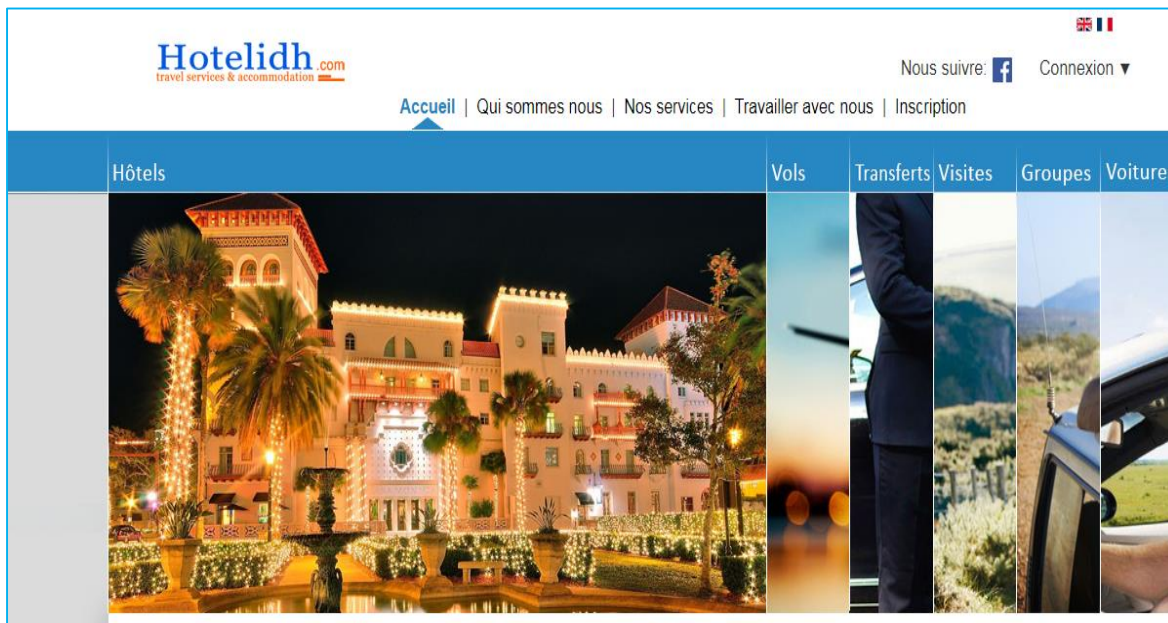 Hotelidh.com
travel services & accommodation
Nous suivre: f Connexion ▼
Accueil | Qui sommes nous | Nos services | Travailler avec nous | Inscription
Hôtels Vols Transferts Visites Groupes Voiture